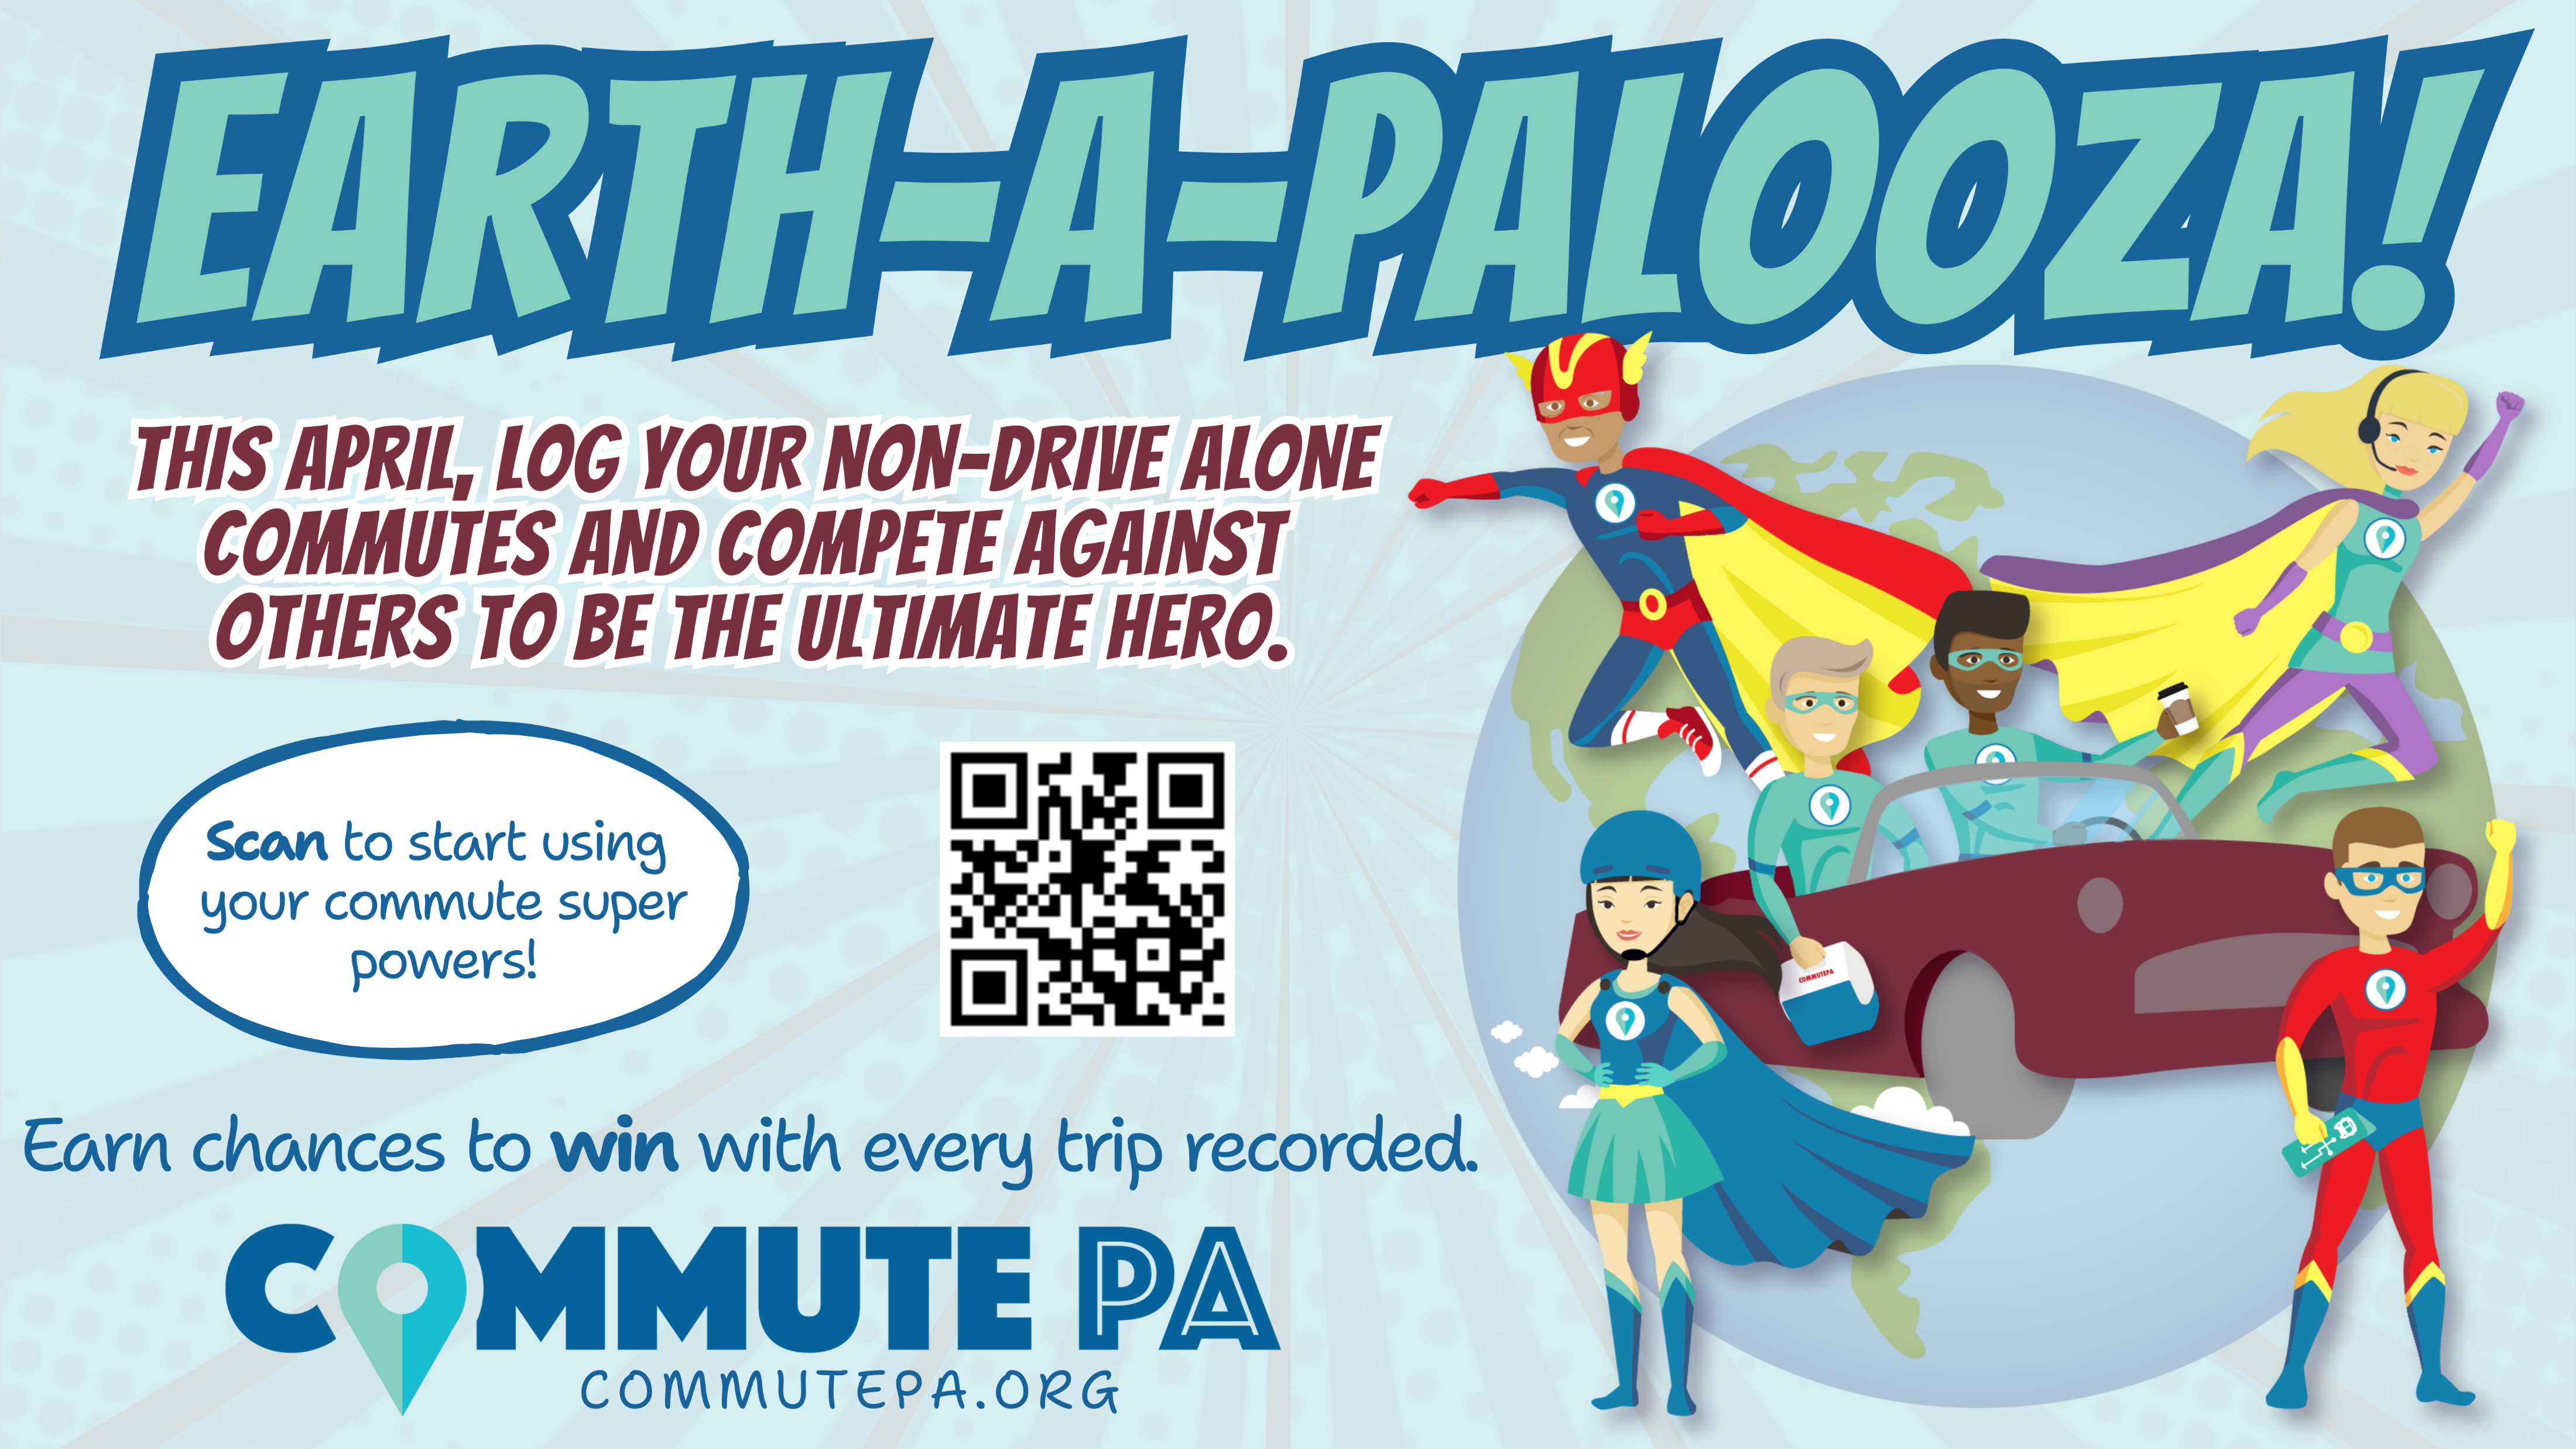 EARTH-A-PALOOZA!
THIS APRIL, LOG YOUR NON-DRIVE ALONE
COMMUTES AND COMPETE AGAINST
OTHERS TO BE THE ULTIMATE HERO.
Scan to start using
your commute super
powers!
COMMUTEPA
Earn chances to win with every trip recorded.
COMMUTE PA
COMMUTEPA.ORG